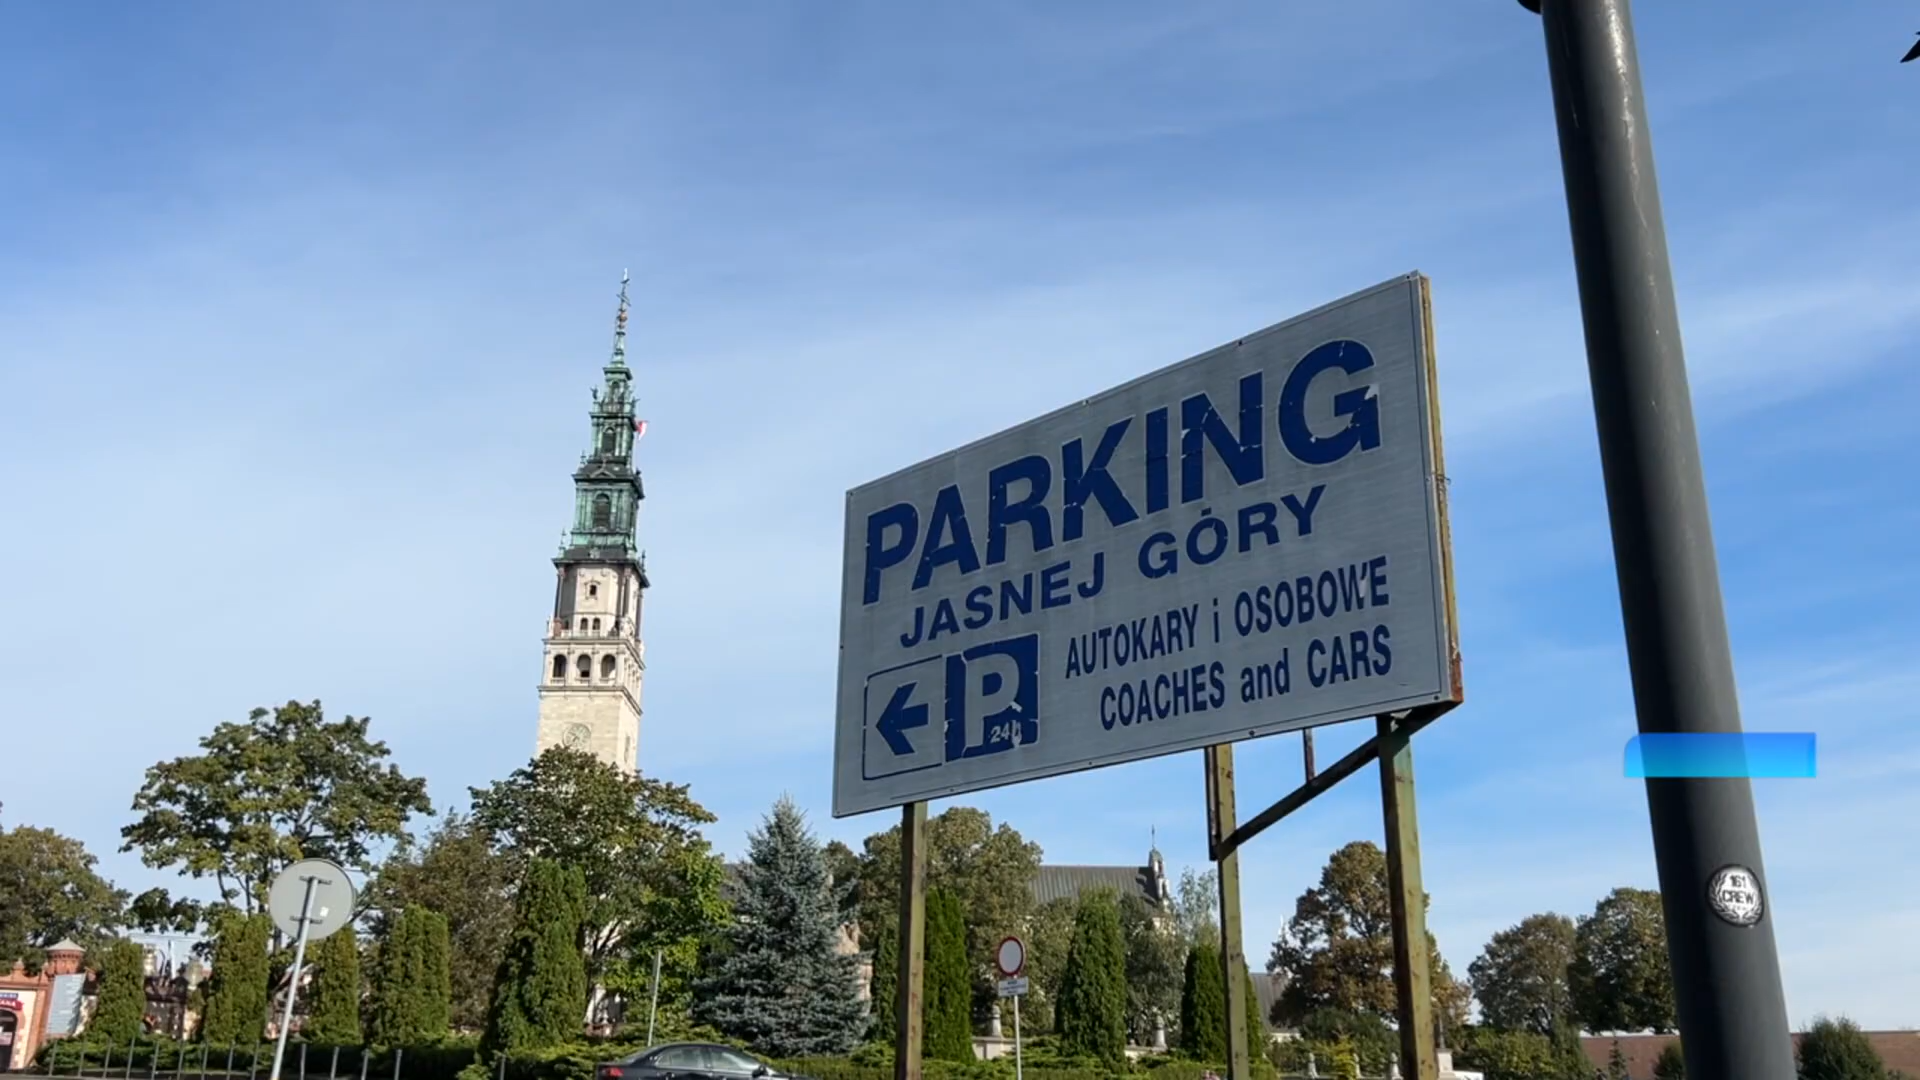 PARKING
JASNEJ GÓRY
P
24h
AUTOKARY i OSOBOWE
COACHES and CARS
161
CREW